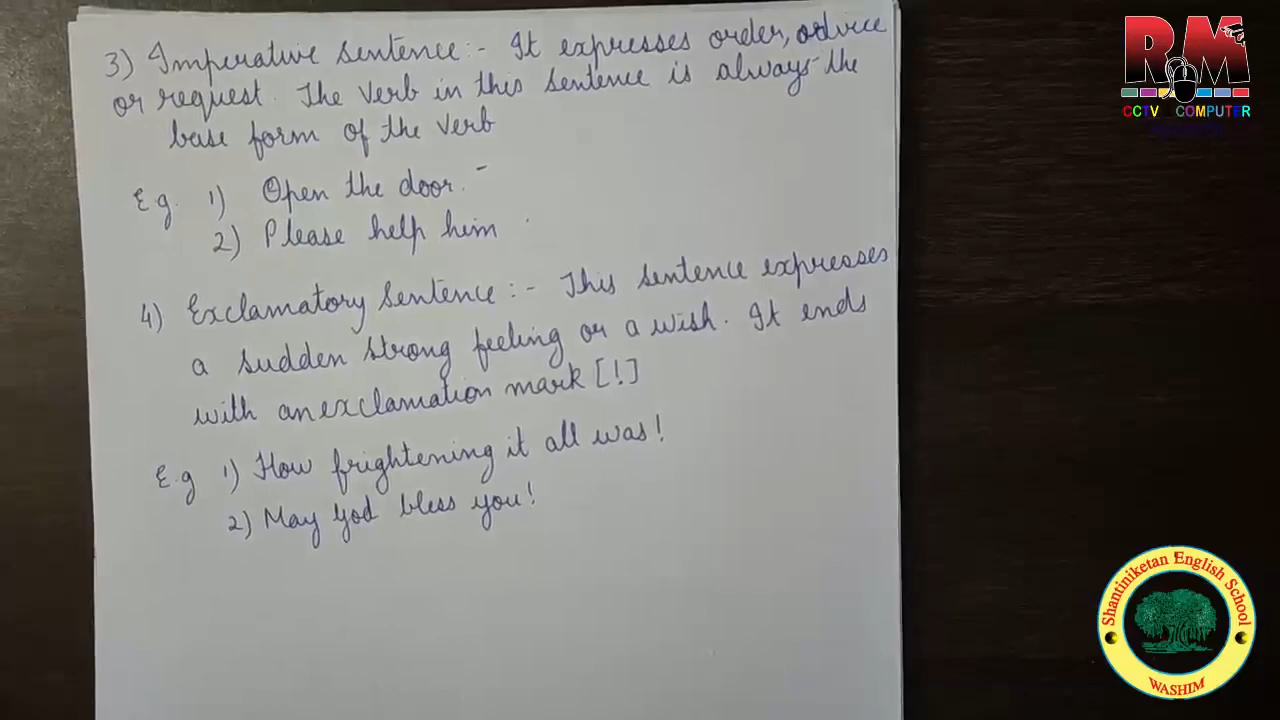 3) Imperative Sentence:- It expresses order, advice
or request. The Verb in this Sentence is always the
base form of the Verb
E.g. 1) Open the door.
2) Please help him
4) Exclamatory Sentence:- This sentence expresses
a sudden strong feeling or a wish. It ends
with an exclamation mark [!]
E.g 1) How frightening it all was!
2) May God bless you!
RM
CCTV COMPUTER
Shantiniketan English School
WASHIM